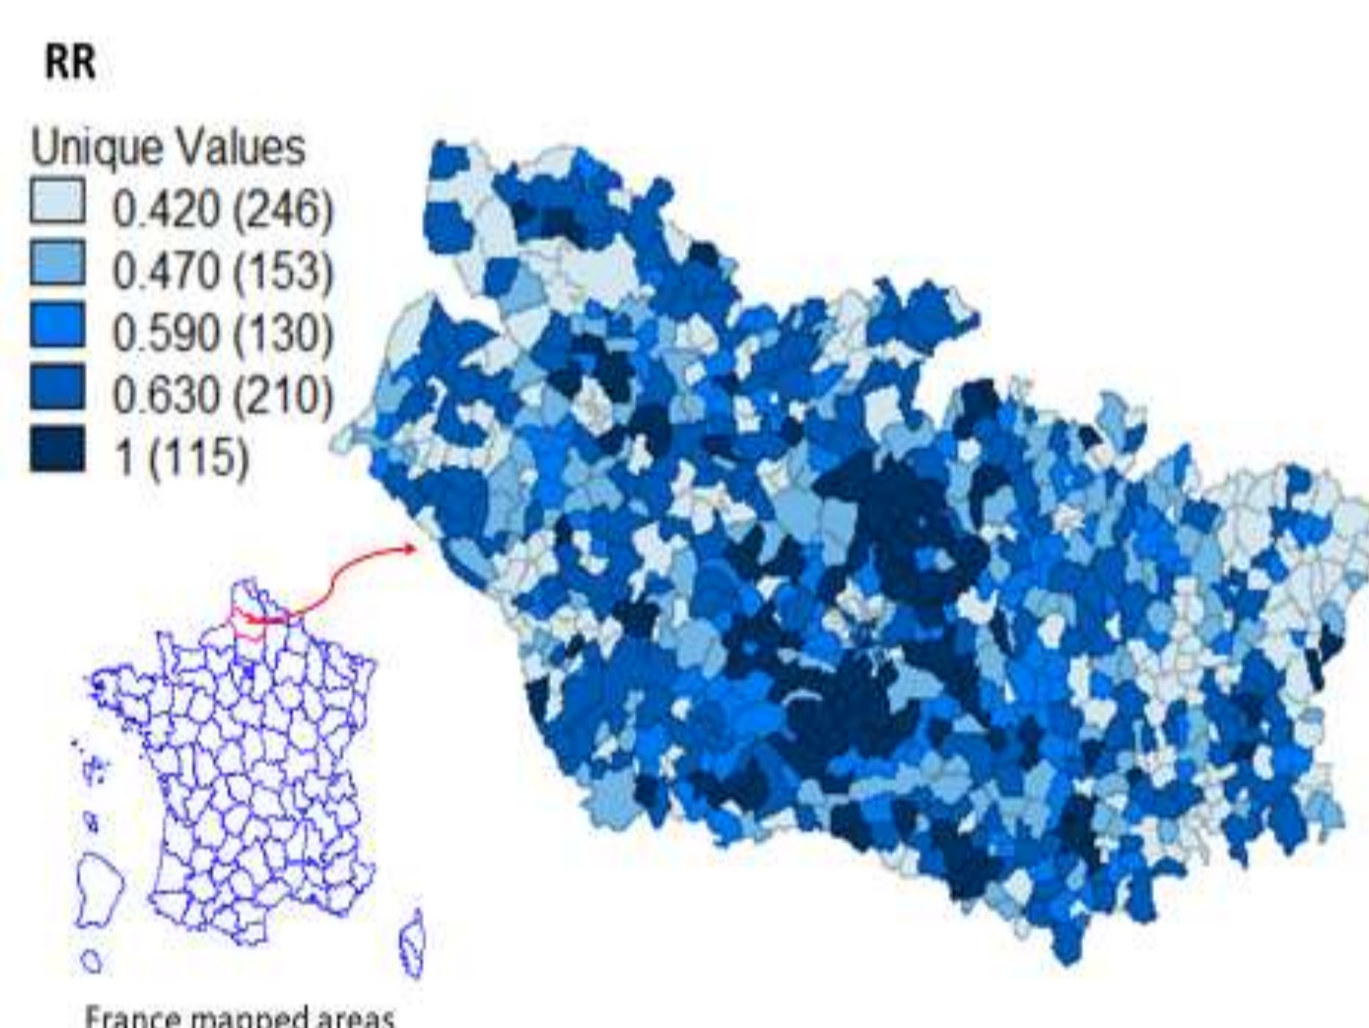 RR
Unique Values
0.420 (246)
0.470 (153)
0.590 (130)
0.630 (210)
1 (115)
France mapped areas